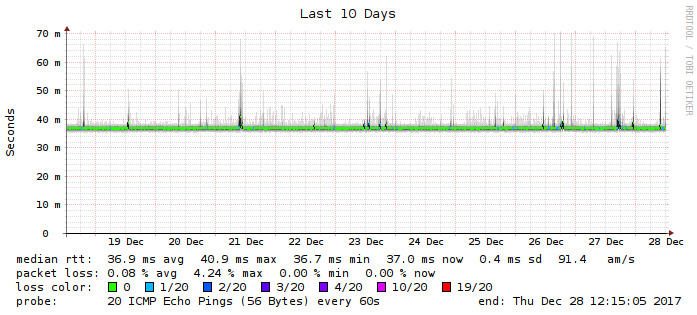 Last 10 Days
RRDTOOL / TOBI OETIKER
Seconds
70 m
60 m
50 m
40 m
30 m
20 m
10 m
0
19 Dec 20 Dec 21 Dec 22 Dec 23 Dec 24 Dec 25 Dec 26 Dec 27 Dec 28 Dec
median rtt: 36.9 ms avg 40.9 ms max 36.7 ms min 37.0 ms now 0.4 ms sd 91.4 am/s
packet loss: 0.08 % avg 4.24 % max 0.00 % min 0.00 % now
loss color: 0 1/20 2/20 3/20 4/20 10/20 19/20
probe: 20 ICMP Echo Pings (56 Bytes) every 60s end: Thu Dec 28 12:15:05 2017